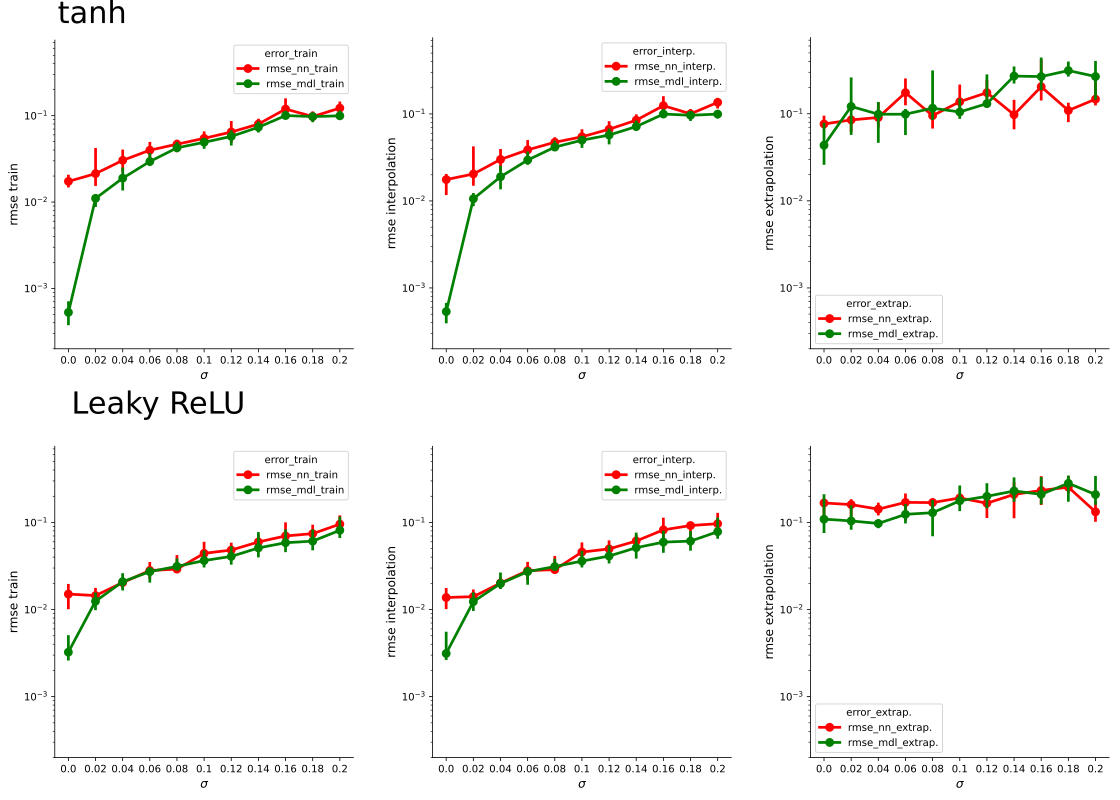 tanh
error_train
rmse_nn_train
rmse_mdl_train
rmse train
10⁻¹
10⁻²
10⁻³
0.0 0.02 0.04 0.06 0.08 0.1 0.12 0.14 0.16 0.18 0.2
σ
error_interp.
rmse_nn_interp.
rmse_mdl_interp.
rmse interpolation
10⁻¹
10⁻²
10⁻³
0.0 0.02 0.04 0.06 0.08 0.1 0.12 0.14 0.16 0.18 0.2
σ
rmse extrapolation
10⁻¹
10⁻²
10⁻³
error_extrap.
rmse_nn_extrap.
rmse_mdl_extrap.
0.0 0.02 0.04 0.06 0.08 0.1 0.12 0.14 0.16 0.18 0.2
σ
Leaky ReLU
error_train
rmse_nn_train
rmse_mdl_train
rmse train
10⁻¹
10⁻²
10⁻³
0.0 0.02 0.04 0.06 0.08 0.1 0.12 0.14 0.16 0.18 0.2
σ
error_interp.
rmse_nn_interp.
rmse_mdl_interp.
rmse interpolation
10⁻¹
10⁻²
10⁻³
0.0 0.02 0.04 0.06 0.08 0.1 0.12 0.14 0.16 0.18 0.2
σ
rmse extrapolation
10⁻¹
10⁻²
10⁻³
error_extrap.
rmse_nn_extrap.
rmse_mdl_extrap.
0.0 0.02 0.04 0.06 0.08 0.1 0.12 0.14 0.16 0.18 0.2
σ